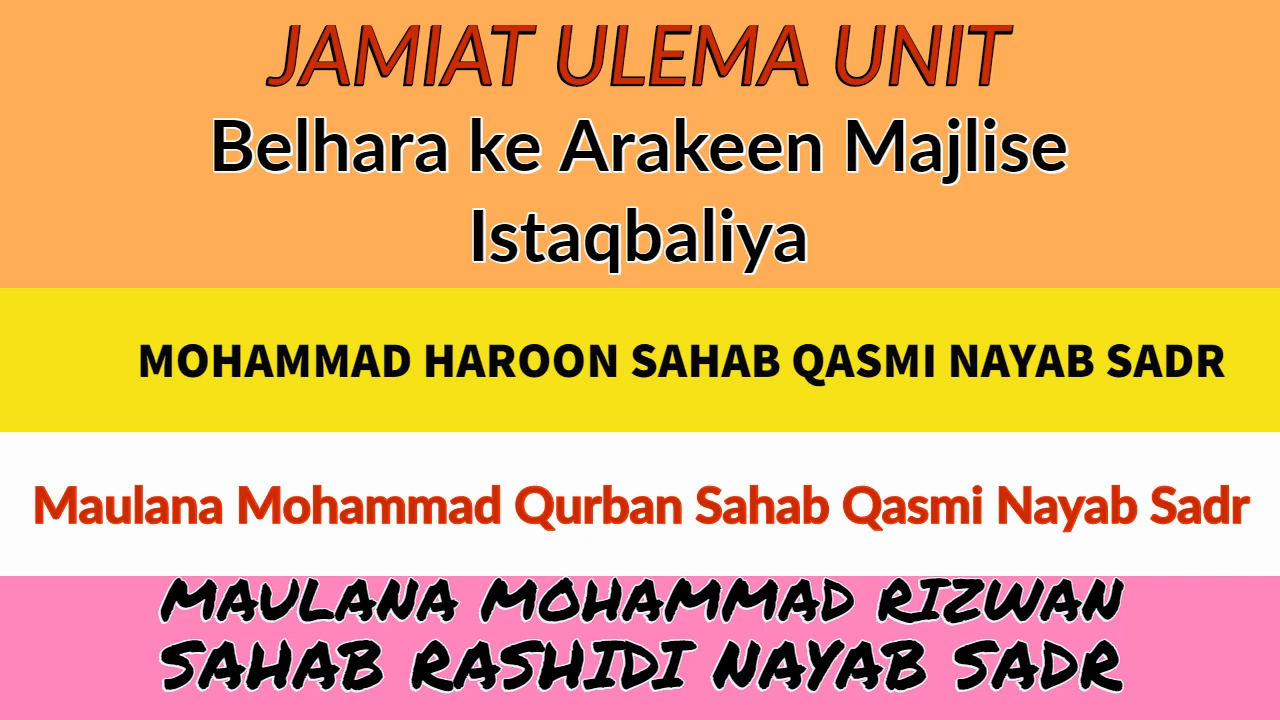 JAMIAT ULEMA UNIT
Belhara ke Arakeen Majlise
Istaqbaliya
MOHAMMAD HAROON SAHAB QASMI NAYAB SADR
Maulana Mohammad Qurban Sahab Qasmi Nayab Sadr
MAULANA MOHAMMAD RIZWAN
SAHAB RASHIDI NAYAB SADR